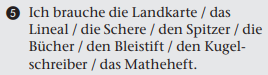 5 Ich brauche die Landkarte / das
Lineal / die Schere / den Spitzer / die
Bücher / den Bleistift / den Kugel-
schreiber / das Matheheft.